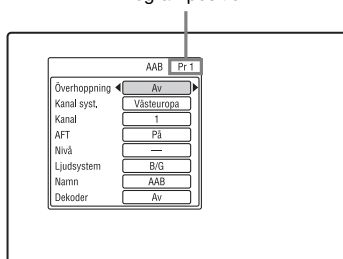 AAB Pr 1
Överhoppning Av
Kanal syst. Västeuropa
Kanal 1
AFT På
Nivå —
Ljudsystem B/G
Namn AAB
Dekoder Av